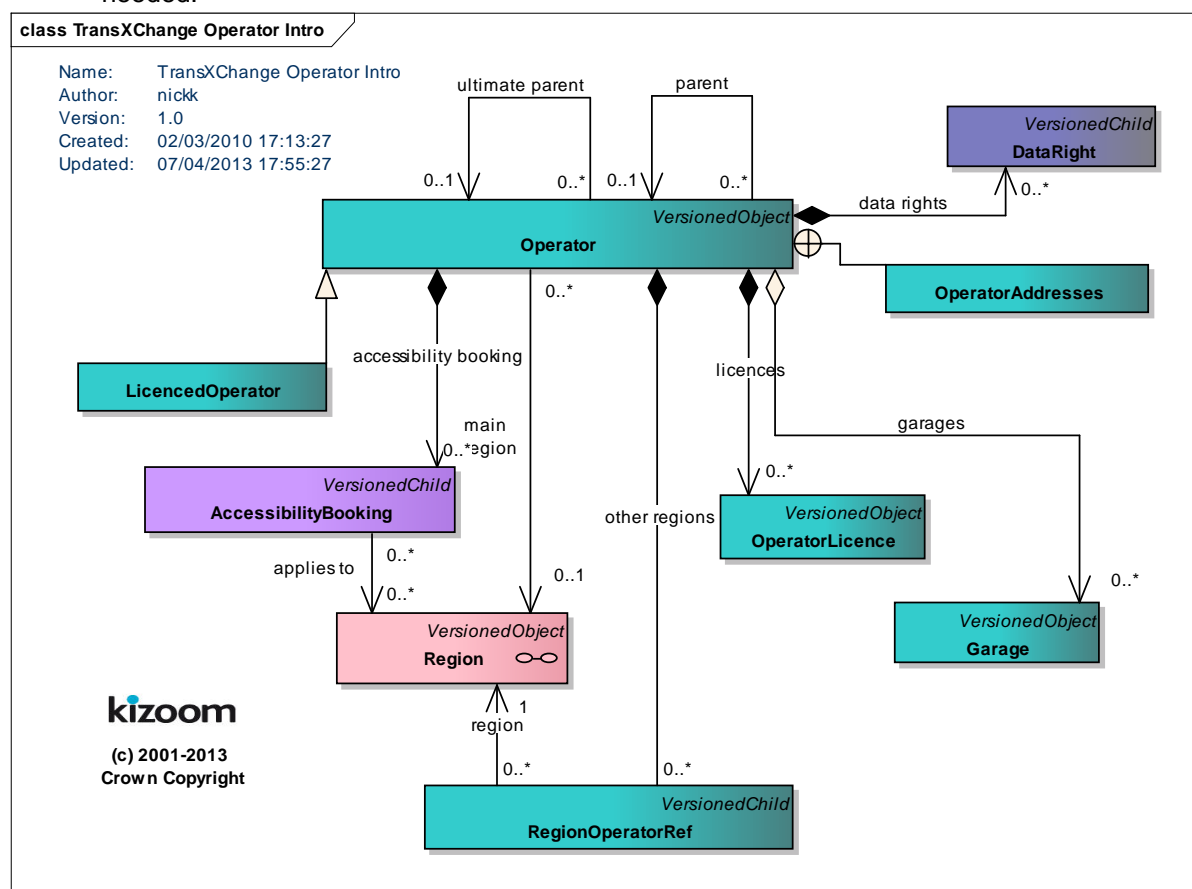 needed.
class TransXChange Operator Intro
Name: TransXChange Operator Intro
Author: nickk
Version: 1.0
Created: 02/03/2010 17:13:27
Updated: 07/04/2013 17:55:27
ultimate parent
parent
0..1
0..*
0..1
0..*
VersionedChild
DataRight
0..*
data rights
VersionedObject
Operator
OperatorAddresses
0..*
accessibility booking
licences
LicencedOperator
main
region
garages
0..*
0..*
VersionedChild
AccessibilityBooking
other regions
VersionedObject
OperatorLicence
0..*
applies to
0..*
0..1
0..*
VersionedObject
Region
VersionedObject
Garage
kizoom
1
region
(c) 2001-2013
Crown Copyright
0..*
0..*
VersionedChild
RegionOperatorRef